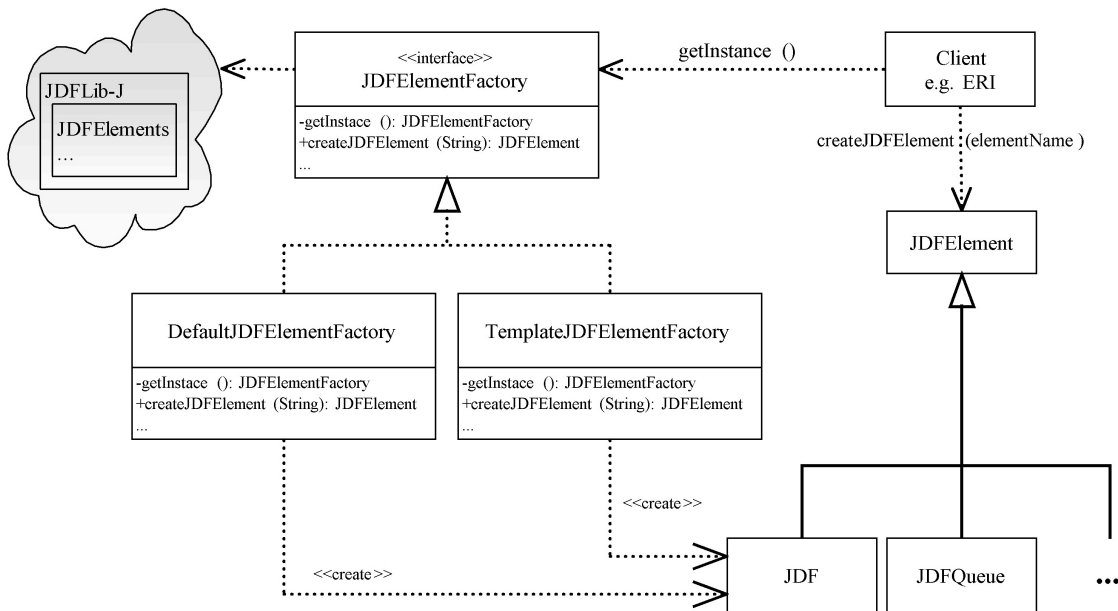 <<interface>>
JDFElementFactory
-getInstace (): JDFElementFactory
+createJDFElement (String): JDFElement
...
JDFLib-J
JDFElements
...
getInstance ()
Client
e.g. ERI
createJDFElement (elementName )
JDFElement
DefaultJDFElementFactory
-getInstace (): JDFElementFactory
+createJDFElement (String): JDFElement
...
TemplateJDFElementFactory
-getInstace (): JDFElementFactory
+createJDFElement (String): JDFElement
...
<<create>>
<<create>>
JDF
JDFQueue
...